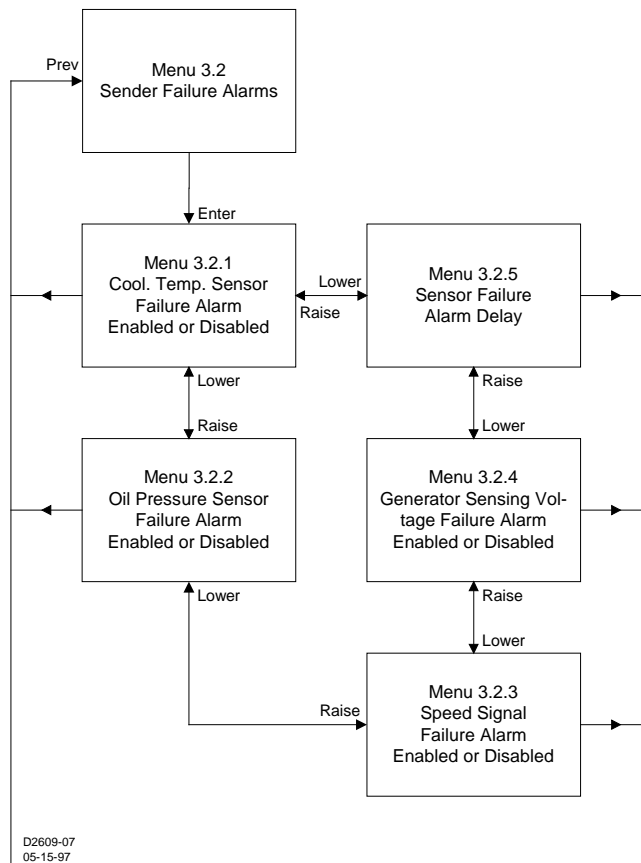 Prev
Menu 3.2
Sender Failure Alarms
Enter
Menu 3.2.1
Cool. Temp. Sensor
Failure Alarm
Enabled or Disabled
Lower
Raise
Menu 3.2.5
Sensor Failure
Alarm Delay
Lower
Raise
Raise
Lower
Menu 3.2.2
Oil Pressure Sensor
Failure Alarm
Enabled or Disabled
Menu 3.2.4
Generator Sensing Vol-
tage Failure Alarm
Enabled or Disabled
Lower
Raise
Lower
Raise
Menu 3.2.3
Speed Signal
Failure Alarm
Enabled or Disabled
D2609-07
05-15-97